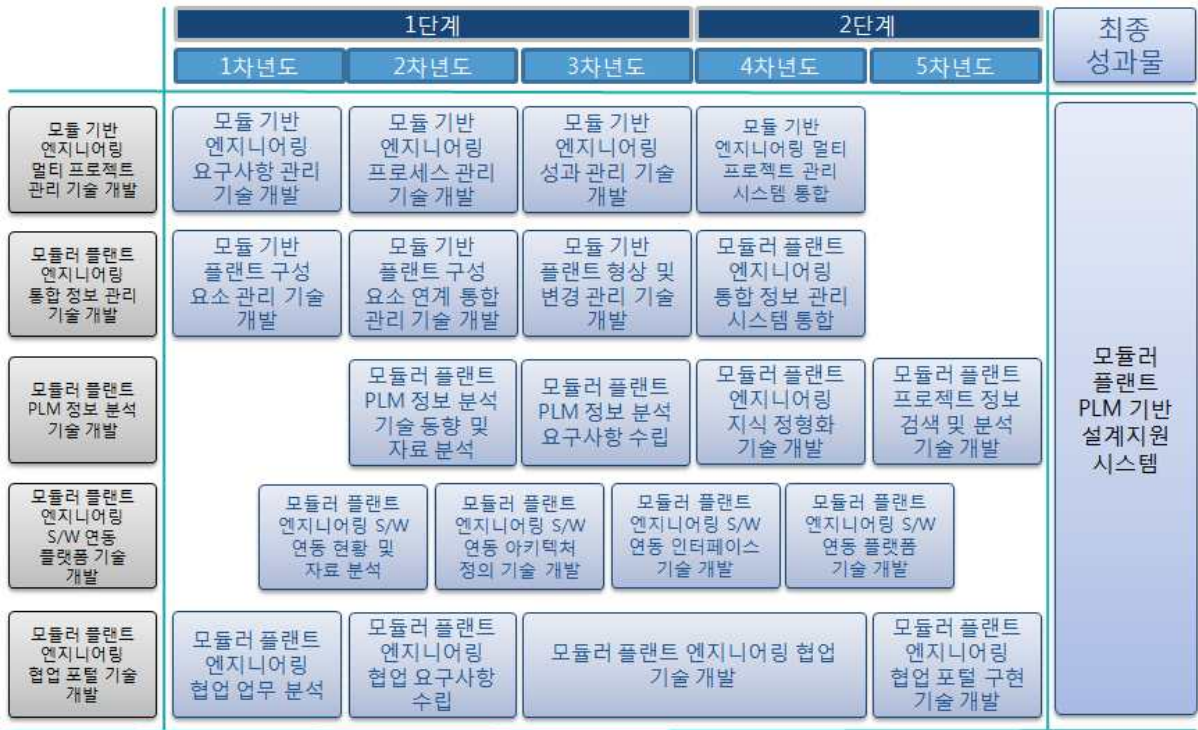 1단계
2단계
최종
성과물
1차년도
2차년도
3차년도
4차년도
5차년도
모듈 기반
엔지니어링
멀티 프로젝트
관리 기술 개발
모듈 기반
엔지니어링
요구사항 관리
기술 개발
모듈 기반
엔지니어링
프로세스 관리
기술 개발
모듈 기반
엔지니어링
성과 관리 기술
개발
모듈 기반
엔지니어링 멀티
프로젝트 관리
시스템 통합
모듈러 플랜트
엔지니어링
통합 정보 관리
기술 개발
모듈 기반
플랜트 구성
요소 관리 기술
개발
모듈 기반
플랜트 구성
요소 연계 통합
관리 기술 개발
모듈 기반
플랜트 형상 및
변경 관리 기술
개발
모듈러 플랜트
엔지니어링
통합 정보 관리
시스템 통합
모듈러 플랜트
PLM 정보 분석
기술 개발
모듈러 플랜트
PLM 정보 분석
기술 동향 및
자료 분석
모듈러 플랜트
PLM 정보 분석
요구사항 수립
모듈러 플랜트
엔지니어링
지식 정형화
기술 개발
모듈러 플랜트
프로젝트 정보
검색 및 분석
기술 개발
모듈러
플랜트
PLM 기반
설계지원
시스템
모듈러 플랜트
엔지니어링
S/W 연동
플랫폼 기술
개발
모듈러 플랜트
엔지니어링 S/W
연동 현황 및
자료 분석
모듈러 플랜트
엔지니어링 S/W
연동 아키텍처
정의 기술 개발
모듈러 플랜트
엔지니어링 S/W
연동 인터페이스
기술 개발
모듈러 플랜트
엔지니어링 S/W
연동 플랫폼
기술 개발
모듈러 플랜트
엔지니어링
협업 포털 기술
개발
모듈러 플랜트
엔지니어링
협업 업무 분석
모듈러 플랜트
엔지니어링
협업 요구사항
수립
모듈러 플랜트 엔지니어링 협업
기술 개발
모듈러 플랜트
엔지니어링
협업 포털 구현
기술 개발